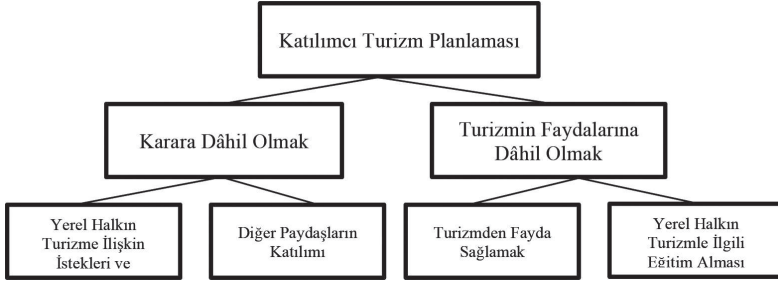 Katılımcı Turizm Planlaması
Karara Dâhil Olmak
Turizmin Faydalarına
Dâhil Olmak
Yerel Halkın
Turizme İlişkin
İstekleri ve
Diğer Paydaşların
Katılımı
Turizmden Fayda
Sağlamak
Yerel Halkın
Turizmle İlgili
Eğitim Alması